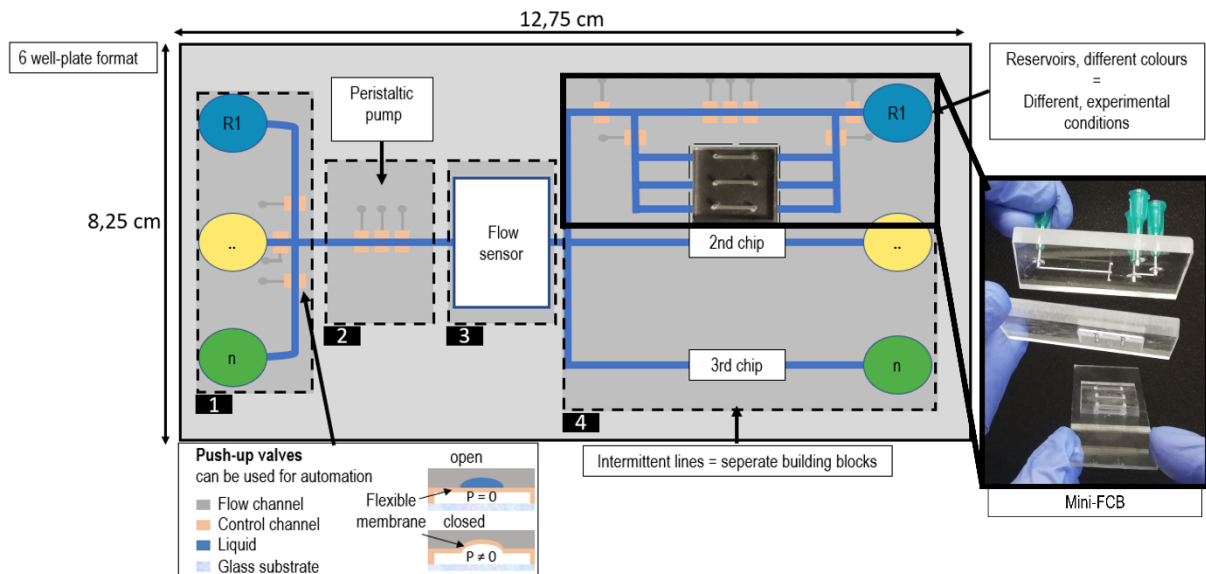 12,75 cm
6 well-plate format
8,25 cm
Peristaltic
pump
Reservoirs, different colours
=
Different, experimental
conditions
R1
R1
Flow
sensor
..
2nd chip
..
n
3rd chip
n
1
2
3
4
Push-up valves
can be used for automation
Flow channel
Control channel
Liquid
Glass substrate
open
P = 0
Flexible
membrane
closed
P ≠ 0
Intermittent lines = seperate building blocks
Mini-FCB